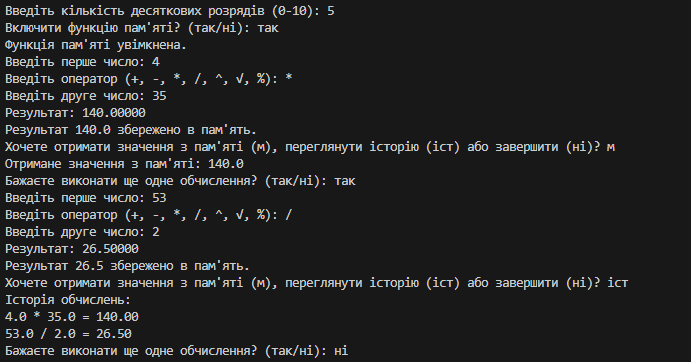 Введіть кількість десяткових розрядів (0-10): 5
Включити функцію пам'яті? (так/ні): так
Функція пам'яті увімкнена.
Введіть перше число: 4
Введіть оператор (+, -, *, /, ^, √, %): *
Введіть друге число: 35
Результат: 140.00000
Результат 140.0 збережено в пам'ять.
Хочете отримати значення з пам'яті (м), переглянути історію (іст) або завершити (ні)? м
Отримане значення з пам'яті: 140.0
Бажаєте виконати ще одне обчислення? (так/ні): так
Введіть перше число: 53
Введіть оператор (+, -, *, /, ^, √, %): /
Введіть друге число: 2
Результат: 26.50000
Результат 26.5 збережено в пам'ять.
Хочете отримати значення з пам'яті (м), переглянути історію (іст) або завершити (ні)? іст
Історія обчислень:
4.0 * 35.0 = 140.00
53.0 / 2.0 = 26.50
Бажаєте виконати ще одне обчислення? (так/ні): ні